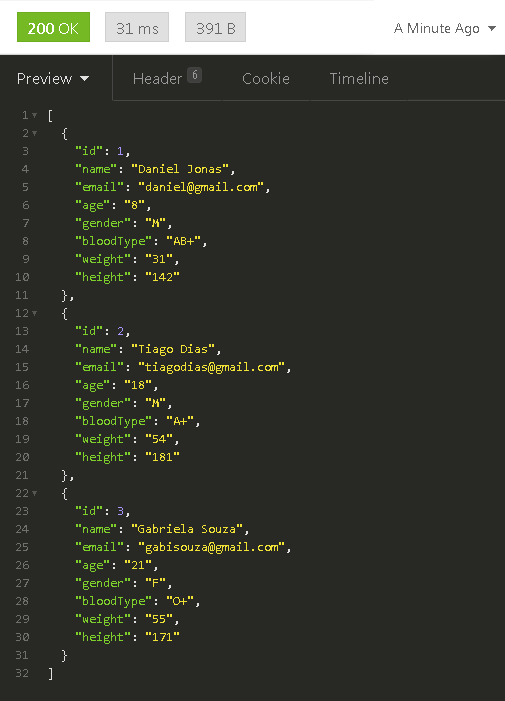 200 OK 31 ms 391 B A Minute Ago
Preview Header 6 Cookie Timeline
1 [
2 {
3 "id": 1,
4 "name": "Daniel Jonas",
5 "email": "daniel@gmail.com",
6 "age": "8",
7 "gender": "M",
8 "bloodType": "AB+",
9 "weight": "31",
10 "height": "142"
11 },
12 {
13 "id": 2,
14 "name": "Tiago Dias",
15 "email": "tiagodias@gmail.com",
16 "age": "18",
17 "gender": "M",
18 "bloodType": "A+",
19 "weight": "54",
20 "height": "181"
21 },
22 {
23 "id": 3,
24 "name": "Gabriela Souza",
25 "email": "gabisouza@gmail.com",
26 "age": "21",
27 "gender": "F",
28 "bloodType": "O+",
29 "weight": "55",
30 "height": "171"
31 }
32 ]